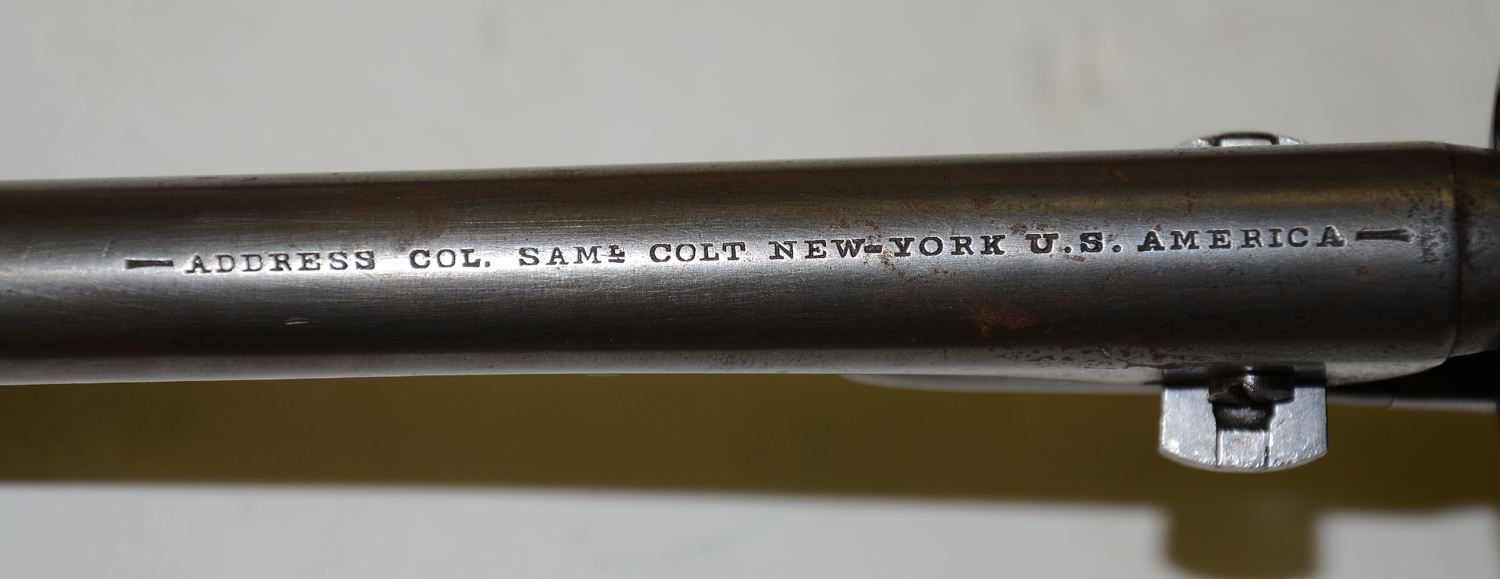 — ADDRESS COL. SAMᴸ COLT NEW-YORK U.S. AMERICA —